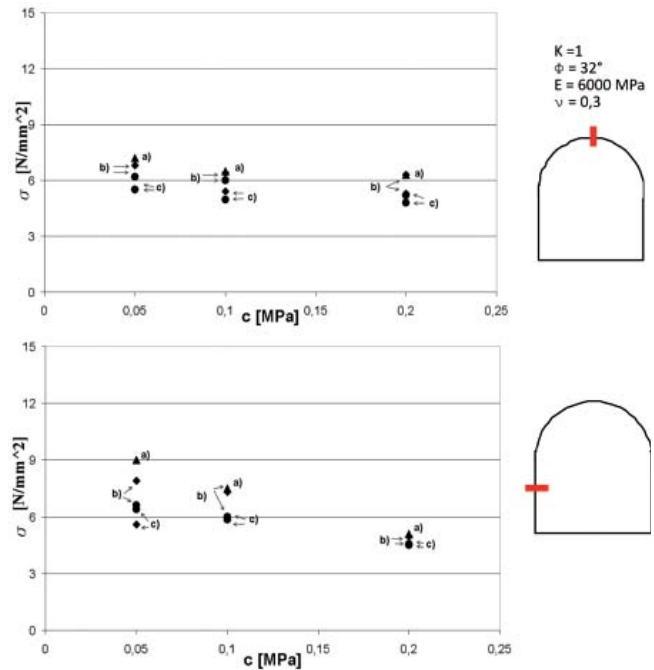 15
12
9
6
3
0
σ [N/mm^2]
a)
b)
c)
a)
b)
c)
a)
b)
c)
0
0,05
0,1
0,15
0,2
0,25
c [MPa]
K =1
Φ = 32°
E = 6000 MPa
ν = 0,3
15
12
9
6
3
0
σ [N/mm^2]
a)
b)
c)
a)
b)
c)
a)
b)
c)
0
0,05
0,1
0,15
0,2
0,25
c [MPa]